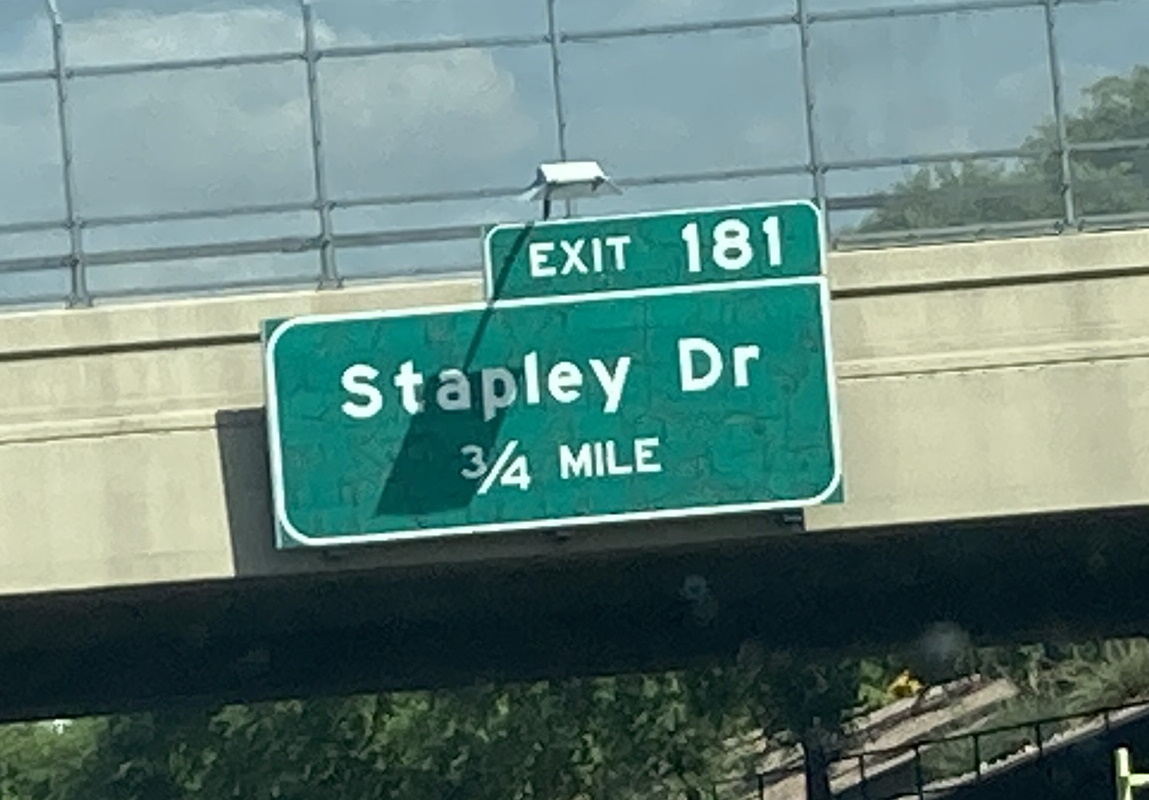 EXIT 181
Stapley Dr
3/4 MILE